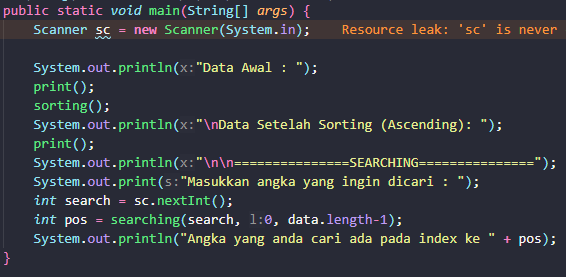 public static void main(String[] args) {
Scanner sc = new Scanner(System.in);    Resource leak: 'sc' is never
System.out.println(x:"Data Awal : ");
print();
sorting();
System.out.println(x:"\nData Setelah Sorting (Ascending): ");
print();
System.out.println(x:"\n\n===============SEARCHING===============");
System.out.print(s:"Masukkan angka yang ingin dicari : ");
int search = sc.nextInt();
int pos = searching(search, l:0, data.length-1);
System.out.println("Angka yang anda cari ada pada index ke " + pos);
}